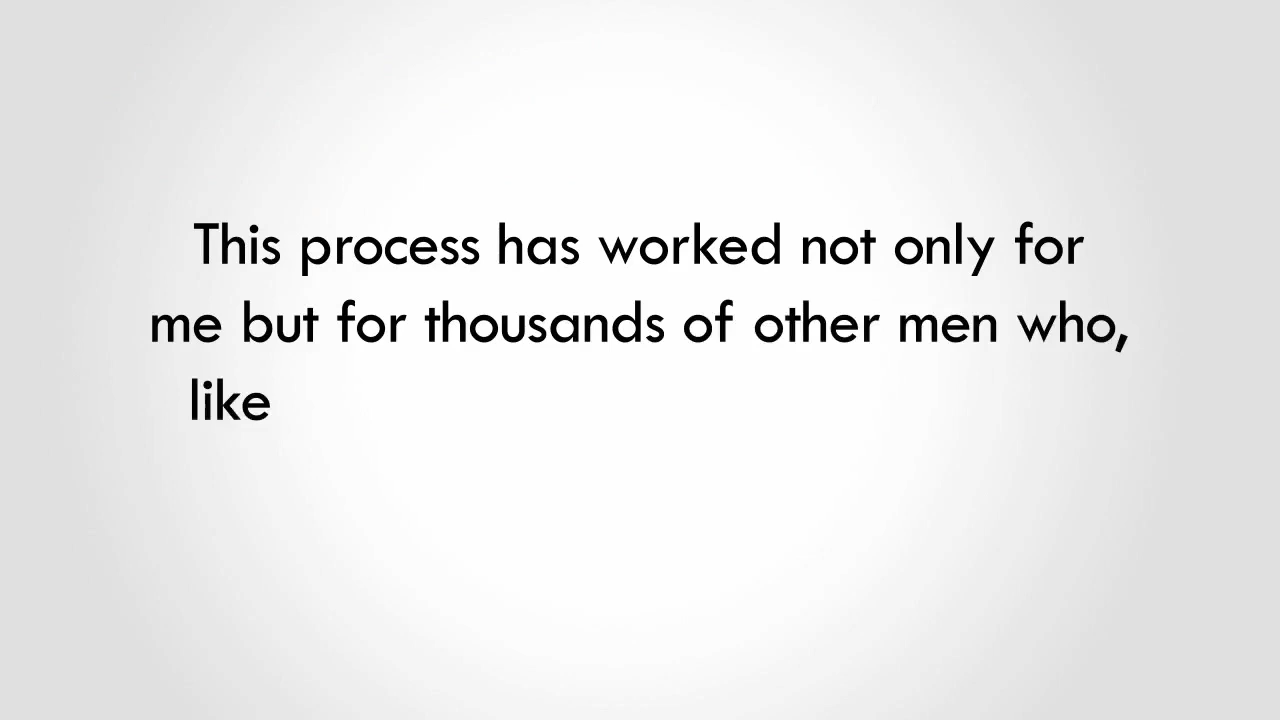 This process has worked not only for
me but for thousands of other men who,
like